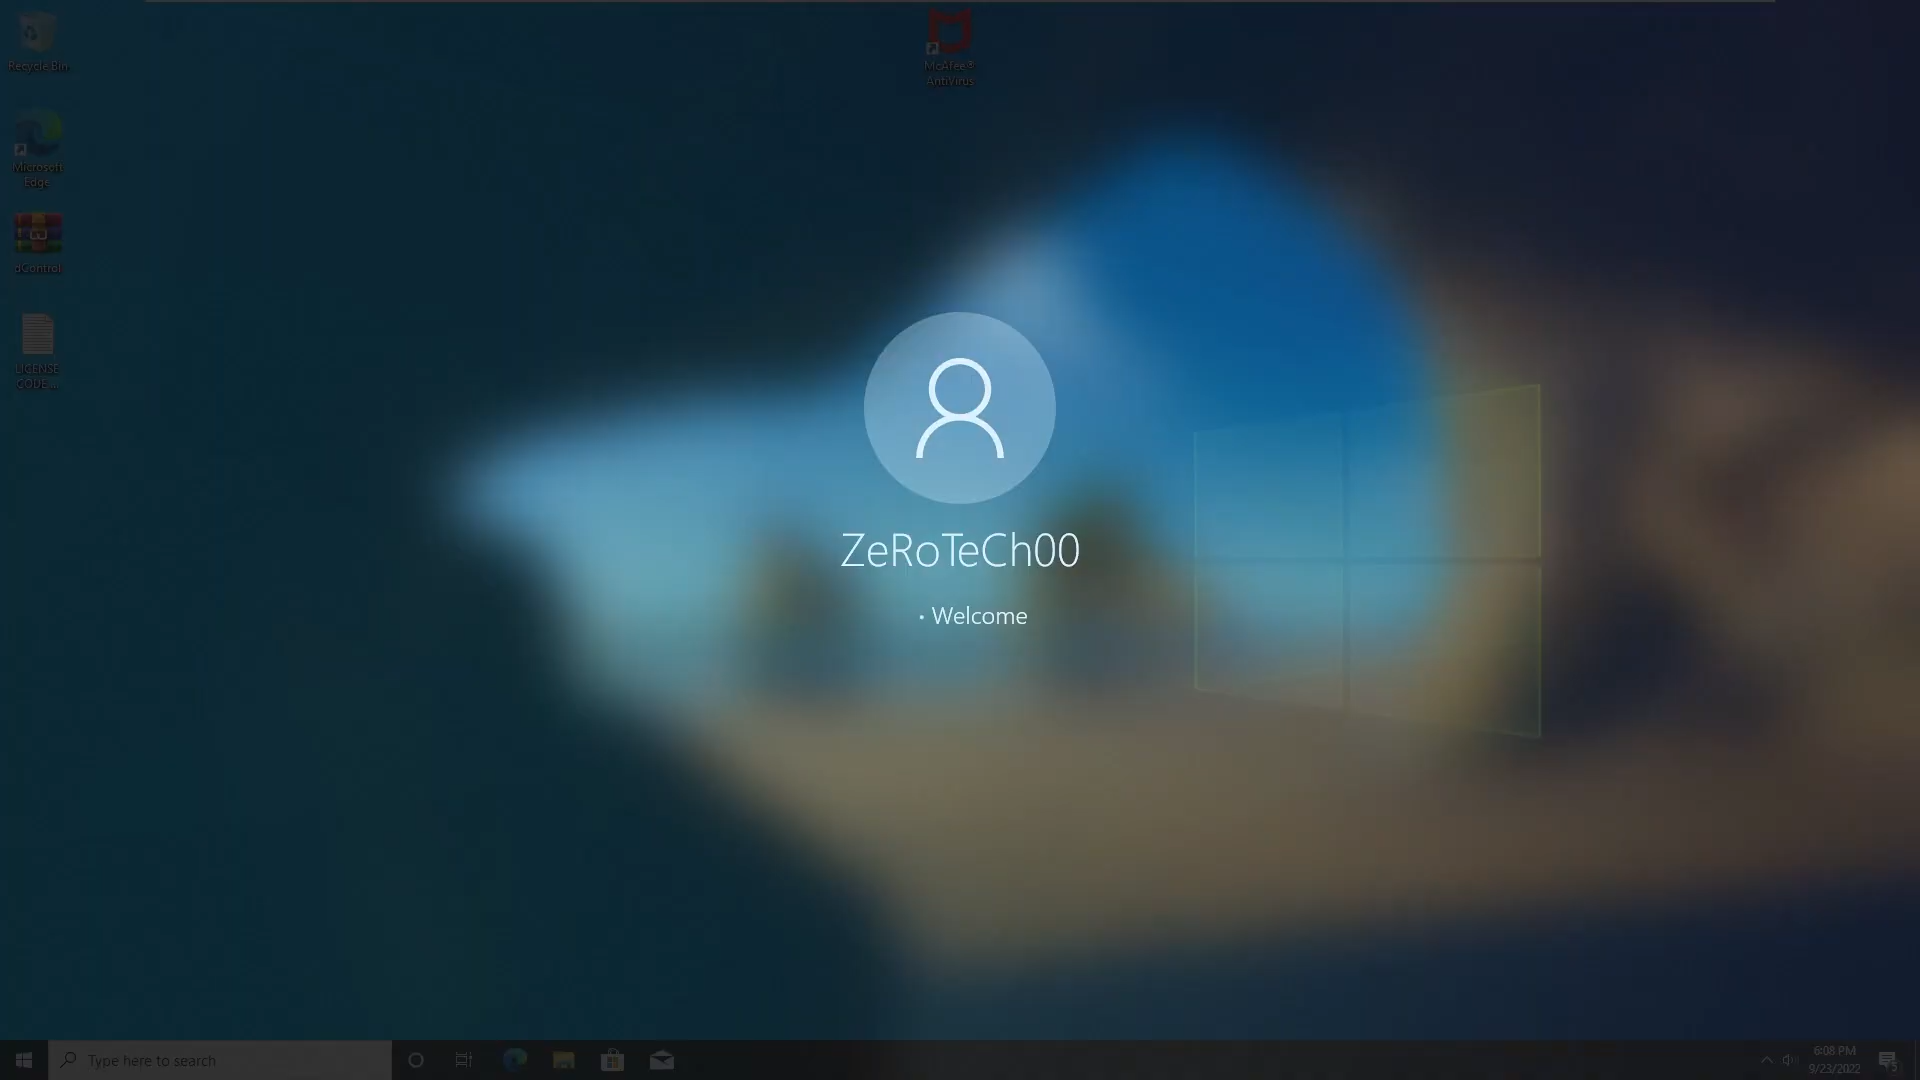 Recycle Bin
McAfee®
AntiVirus
Microsoft
Edge
dControl
LICENSE
CODE ...
ZeRoTeCh00
Welcome
Type here to search
6:08 PM
9/23/2022
5